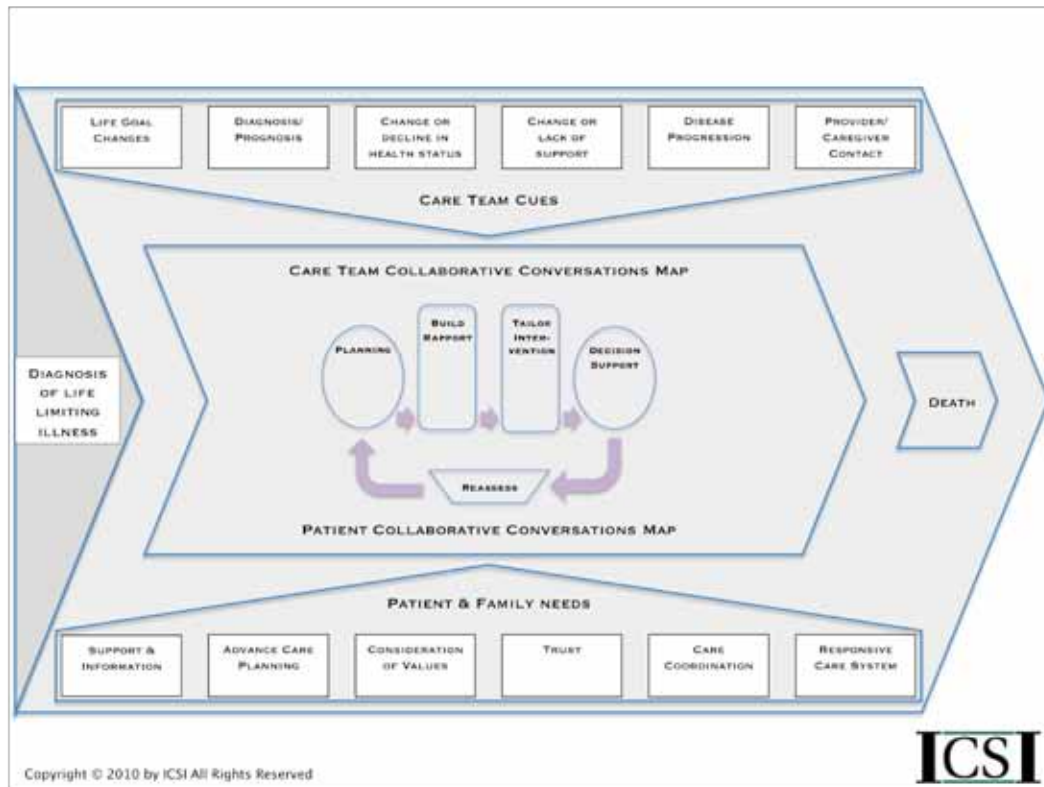 LIFE GOAL
CHANGES
DIAGNOSIS/
PROGNOSIS
CHANGE OR
DECLINE IN
HEALTH STATUS
CHANGE OR
LACK OF
SUPPORT
DISEASE
PROGRESSION
PROVIDER/
CAREGIVER
CONTACT
CARE TEAM CUES
CARE TEAM COLLABORATIVE CONVERSATIONS MAP
PLANNING
BUILD
RAPPORT
TAILOR
INTER-
VENTION
DECISION
SUPPORT
REASSESS
PATIENT COLLABORATIVE CONVERSATIONS MAP
DIAGNOSIS
OF LIFE
LIMITING
ILLNESS
DEATH
PATIENT & FAMILY NEEDS
SUPPORT &
INFORMATION
ADVANCE CARE
PLANNING
CONSIDERATION
OF VALUES
TRUST
CARE
COORDINATION
RESPONSIVE
CARE SYSTEM
Copyright © 2010 by ICSI All Rights Reserved
ICSI